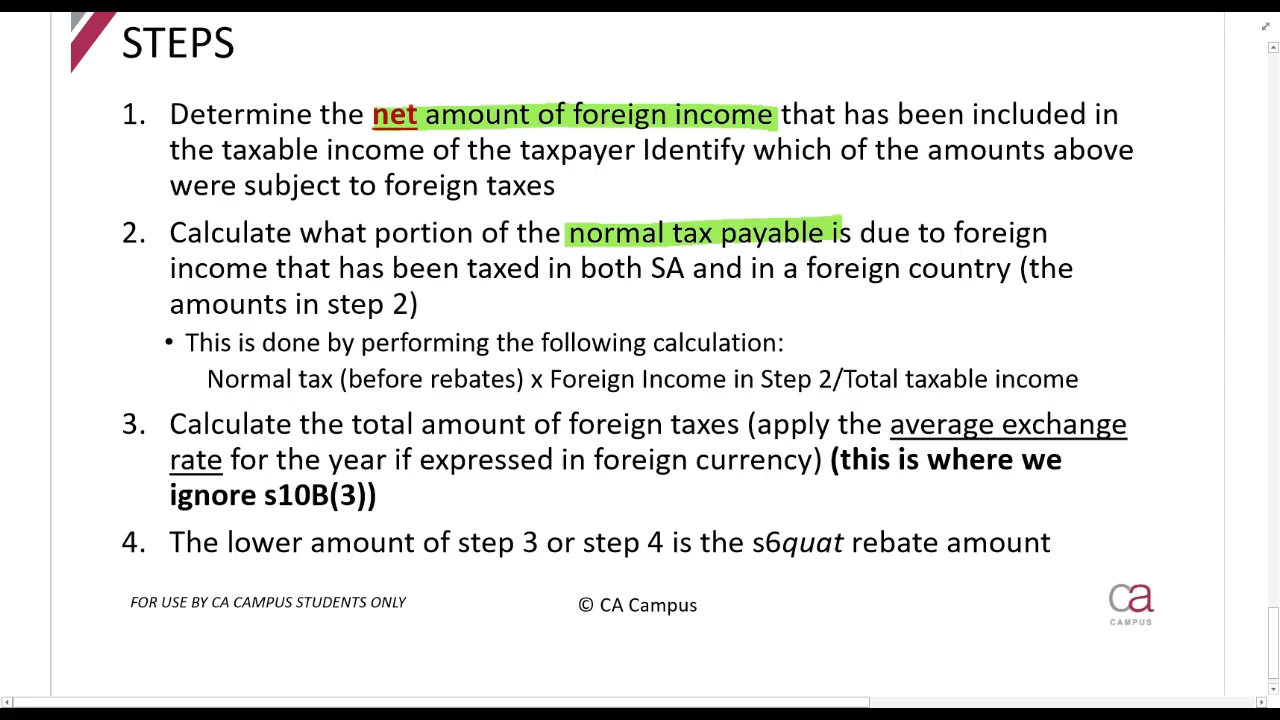 STEPS
1. Determine the net amount of foreign income that has been included in
the taxable income of the taxpayer Identify which of the amounts above
were subject to foreign taxes
2. Calculate what portion of the normal tax payable is due to foreign
income that has been taxed in both SA and in a foreign country (the
amounts in step 2)
• This is done by performing the following calculation:
Normal tax (before rebates) x Foreign Income in Step 2/Total taxable income
3. Calculate the total amount of foreign taxes (apply the average exchange
rate for the year if expressed in foreign currency) (this is where we
ignore s10B(3))
4. The lower amount of step 3 or step 4 is the s6quat rebate amount
FOR USE BY CA CAMPUS STUDENTS ONLY
© CA Campus
ca
CAMPUS